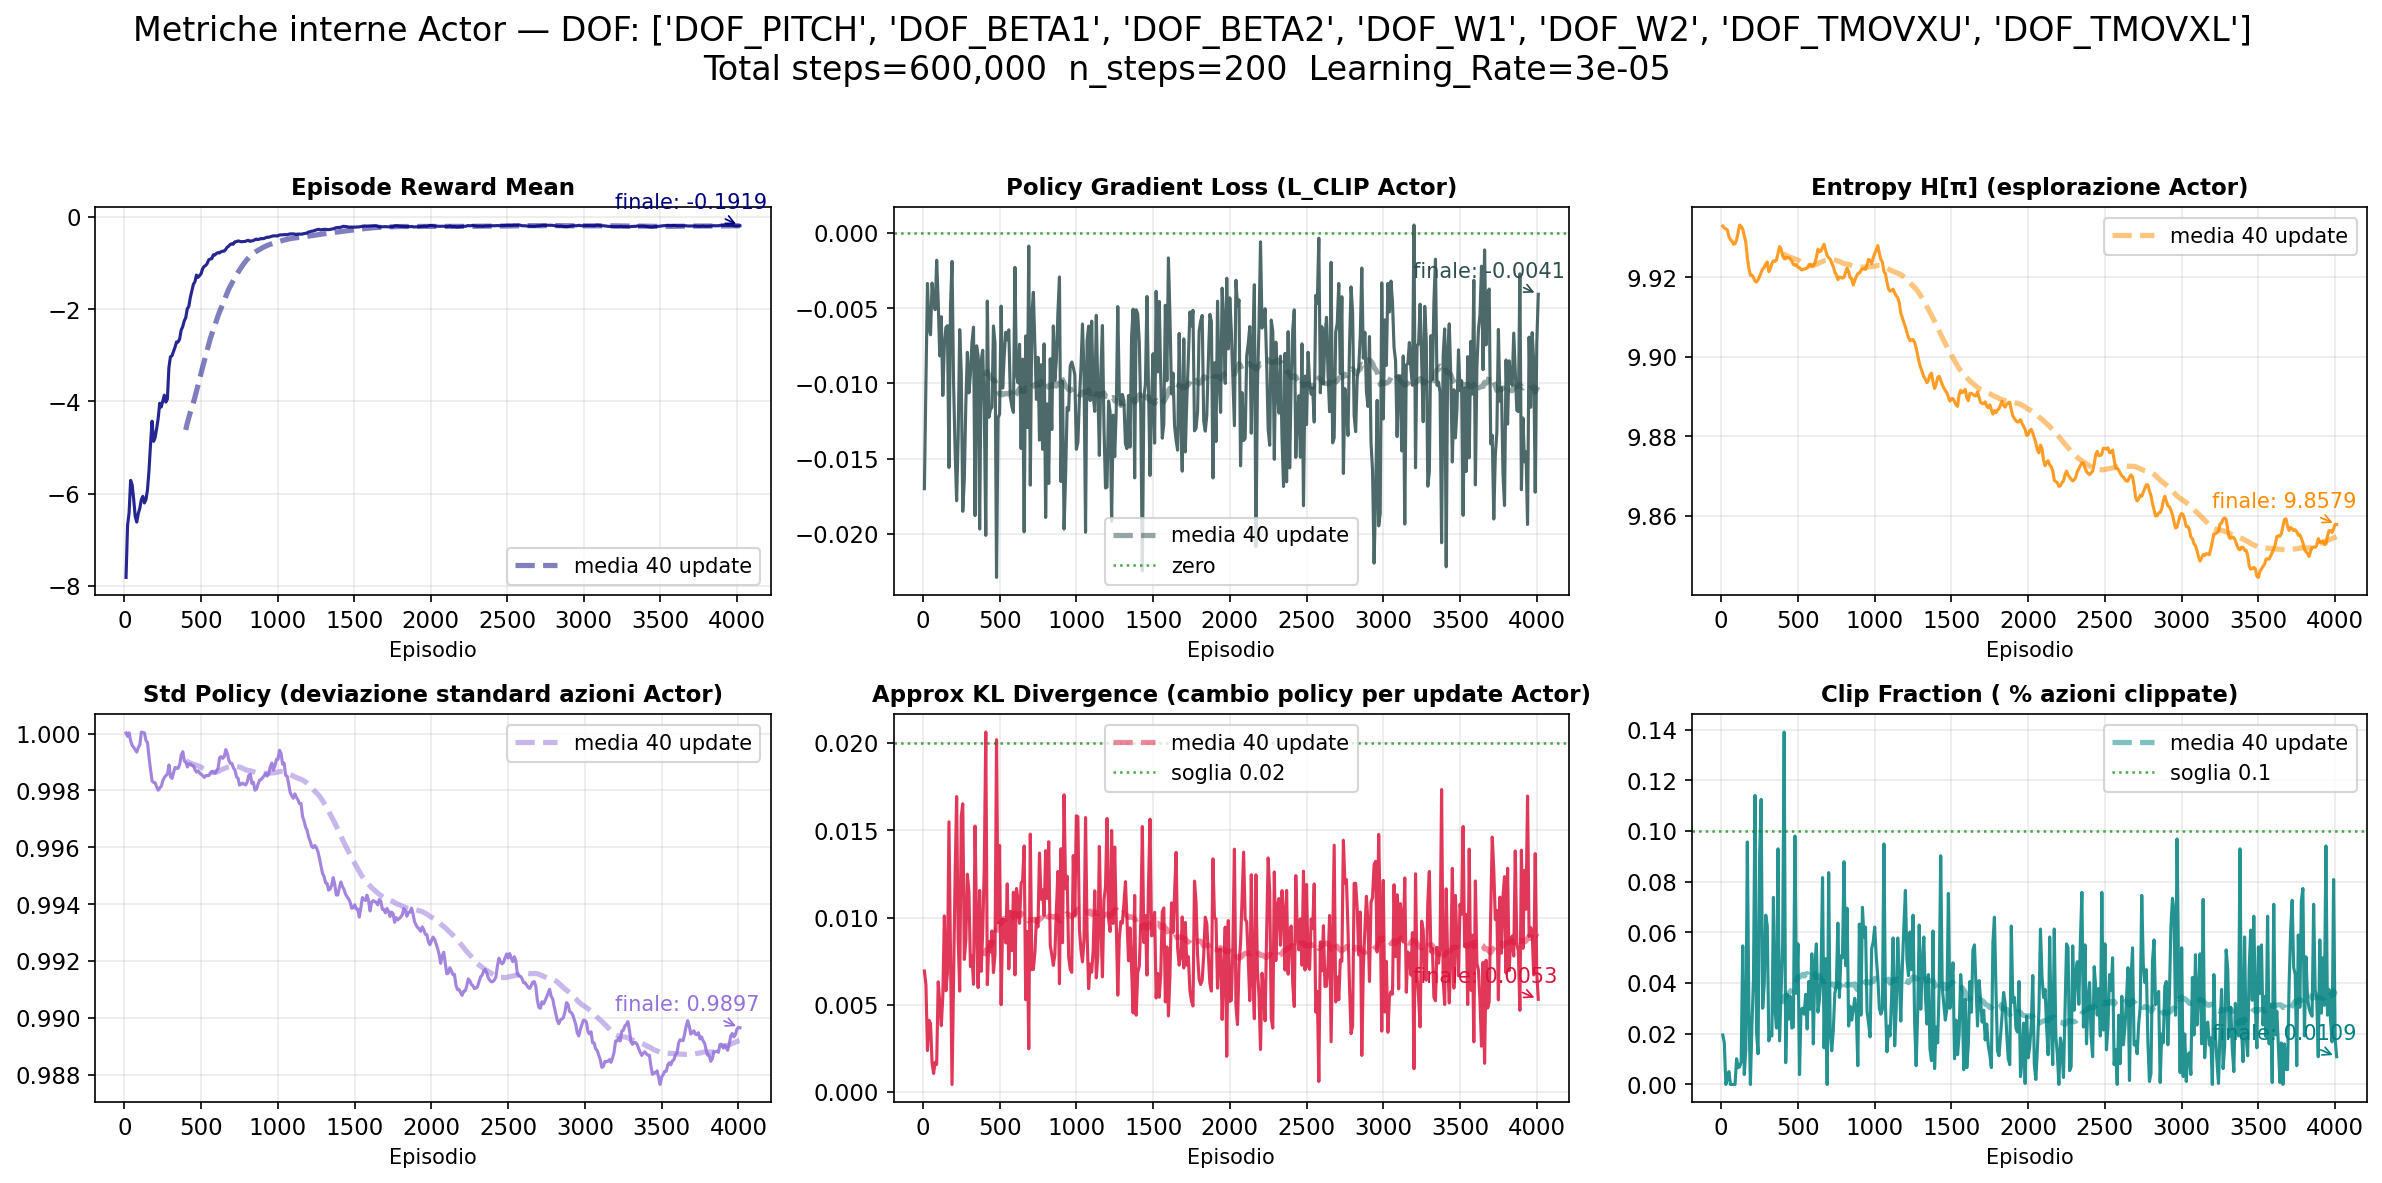 Metriche interne Actor — DOF: ['DOF_PITCH', 'DOF_BETA1', 'DOF_BETA2', 'DOF_W1', 'DOF_W2', 'DOF_TMOVXU', 'DOF_TMOVXL']
Total steps=600,000  n_steps=200  Learning_Rate=3e-05
Episode Reward Mean
finale: -0.1919
0
−2
−4
−6
−8
media 40 update
0 500 1000 1500 2000 2500 3000 3500 4000
Episodio
Policy Gradient Loss (L_CLIP Actor)
0.000
−0.005
−0.010
−0.015
−0.020
finale: -0.0041
media 40 update
zero
0 500 1000 1500 2000 2500 3000 3500 4000
Episodio
Entropy H[π] (esplorazione Actor)
media 40 update
9.92
9.90
9.88
9.86
finale: 9.8579
0 500 1000 1500 2000 2500 3000 3500 4000
Episodio
Std Policy (deviazione standard azioni Actor)
media 40 update
1.000
0.998
0.996
0.994
0.992
0.990
0.988
finale: 0.9897
0 500 1000 1500 2000 2500 3000 3500 4000
Episodio
Approx KL Divergence (cambio policy per update Actor)
media 40 update
soglia 0.02
0.020
0.015
0.010
0.005
0.000
finale: 0.0053
0 500 1000 1500 2000 2500 3000 3500 4000
Episodio
Clip Fraction ( % azioni clippate)
media 40 update
soglia 0.1
0.14
0.12
0.10
0.08
0.06
0.04
0.02
0.00
finale: 0.0109
0 500 1000 1500 2000 2500 3000 3500 4000
Episodio